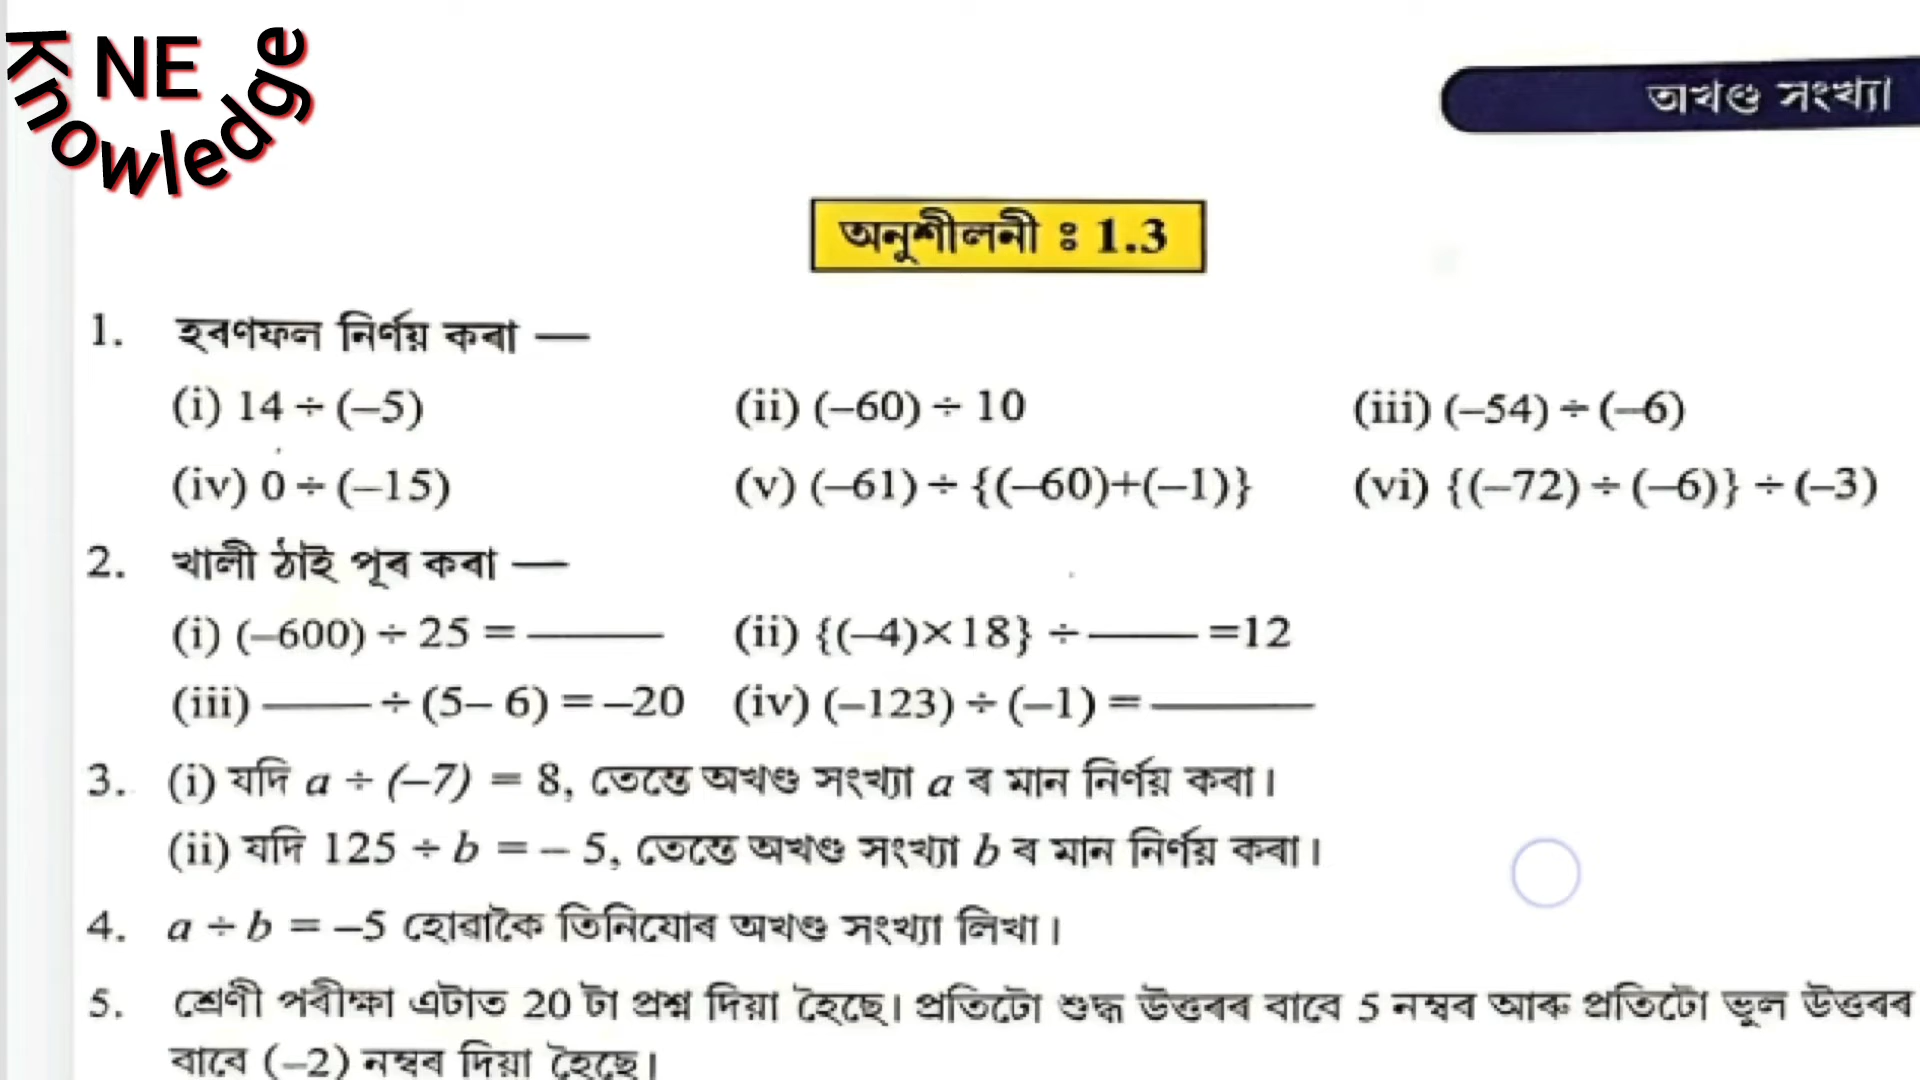 NE
Knowledge
অখণ্ড সংখ্যা
অনুশীলনী ঃ 1.3
1. হৰণফল নিৰ্ণয় কৰা —
(i) 14 ÷ (–5) (ii) (–60) ÷ 10 (iii) (–54) ÷ (–6)
(iv) 0 ÷ (–15) (v) (–61) ÷ {(–60)+(–1)} (vi) {(–72) ÷ (–6)} ÷ (–3)
2. খালী ঠাই পূৰ কৰা —
(i) (–600) ÷ 25 = ——— (ii) {(–4)×18} ÷ ——— =12
(iii) ——— ÷ (5– 6) = –20 (iv) (–123) ÷ (–1) = ———
3. (i) যদি a ÷ (–7) = 8, তেন্তে অখণ্ড সংখ্যা a ৰ মান নিৰ্ণয় কৰা।
(ii) যদি 125 ÷ b = – 5, তেন্তে অখণ্ড সংখ্যা b ৰ মান নিৰ্ণয় কৰা।
4. a ÷ b = –5 হোৱাকৈ তিনিযোৰ অখণ্ড সংখ্যা লিখা।
5. শ্ৰেণী পৰীক্ষা এটাত 20 টা প্ৰশ্ন দিয়া হৈছে। প্ৰতিটো শুদ্ধ উত্তৰৰ বাবে 5 নম্বৰ আৰু প্ৰতিটো ভুল উত্তৰৰ
বাবে (–2) নম্বৰ দিয়া হৈছে।